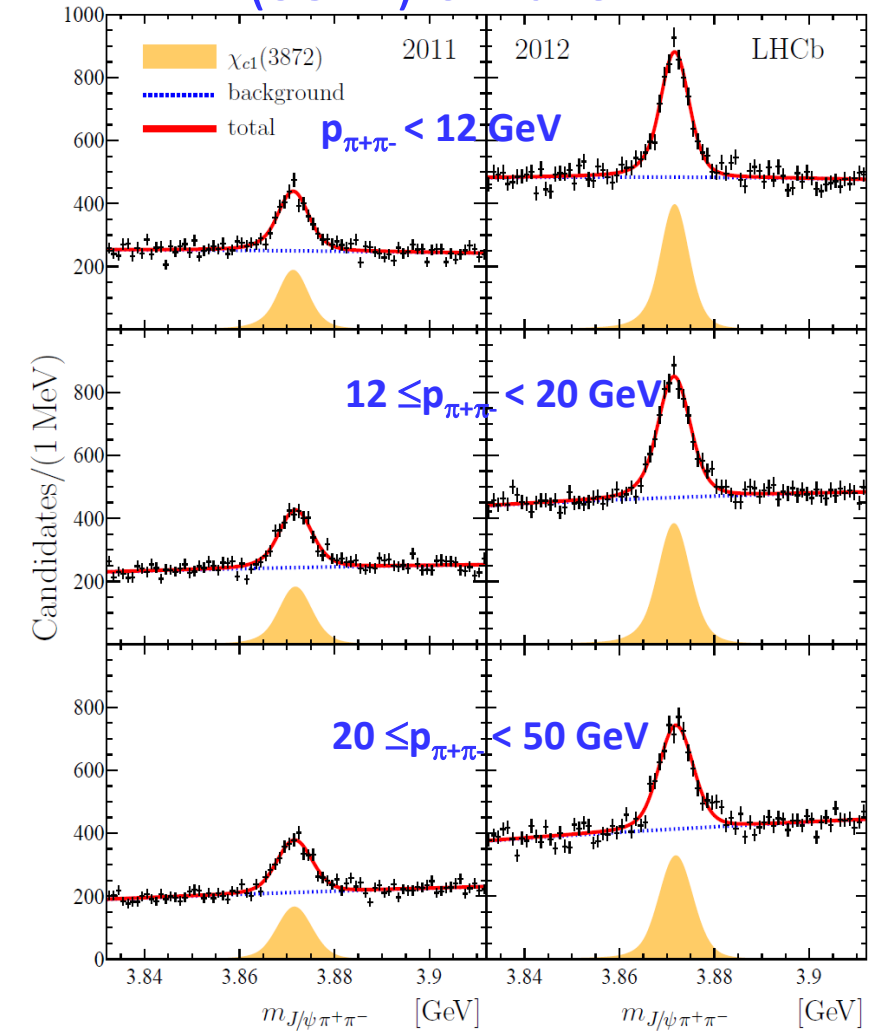 1000
800
600
400
200
χc1(3872)
background
total
2011
2012
LHCb
pπ+π- < 12 GeV
Candidates/(1 MeV)
800
600
400
200
12 ≤pπ+π- < 20 GeV
800
600
400
200
0
20 ≤pπ+π- < 50 GeV
3.84 3.86 3.88 3.9
3.84 3.86 3.88 3.9
mJ/ψπ+π− [GeV]
mJ/ψπ+π− [GeV]